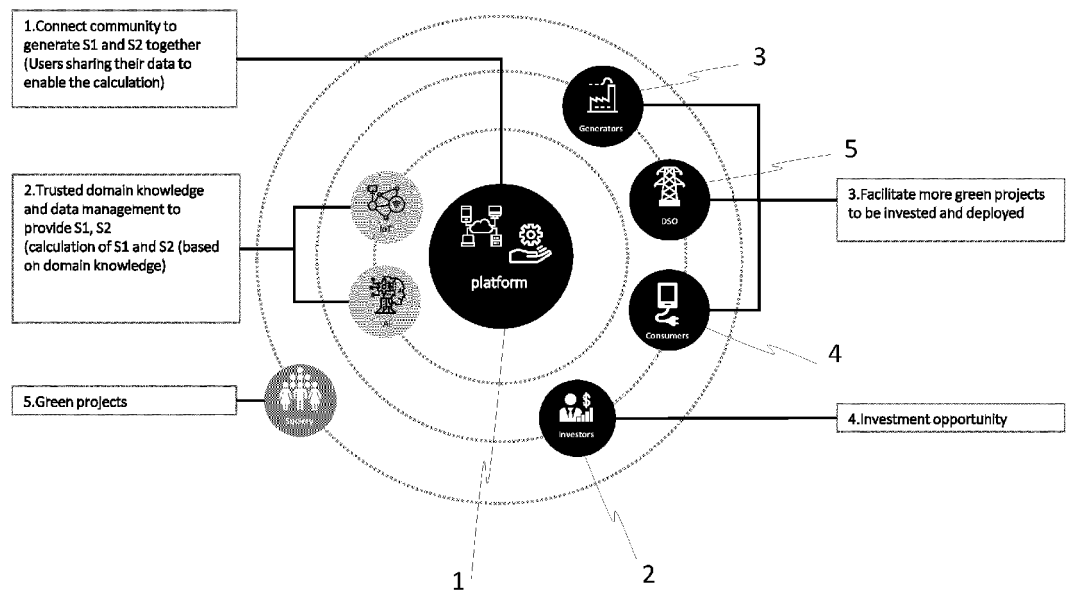 1.Connect community to
generate S1 and S2 together
(Users sharing their data to
enable the calculation)
2.Trusted domain knowledge
and data management to
provide S1, S2
(calculation of S1 and S2 (based
on domain knowledge)
5.Green projects
IoT
AI
Society
platform
Generators
DSO
Consumers
Investors
3
5
4
2
1
3.Facilitate more green projects
to be invested and deployed
4.Investment opportunity